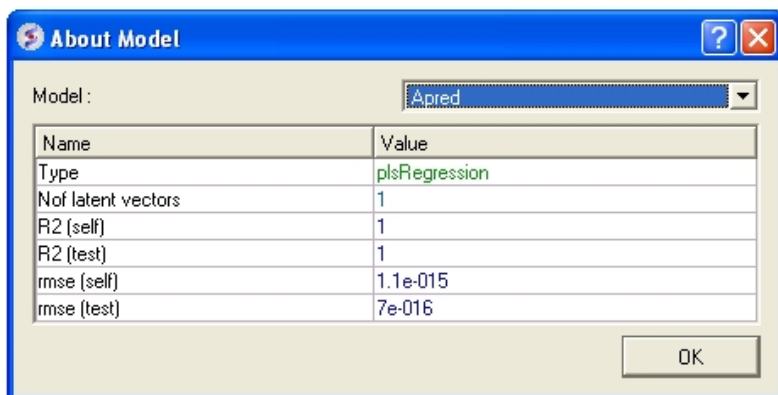 About Model
Model :
Apred
Name Value
Type plsRegression
Nof latent vectors 1
R2 (self) 1
R2 (test) 1
rmse (self) 1.1e-015
rmse (test) 7e-016
OK